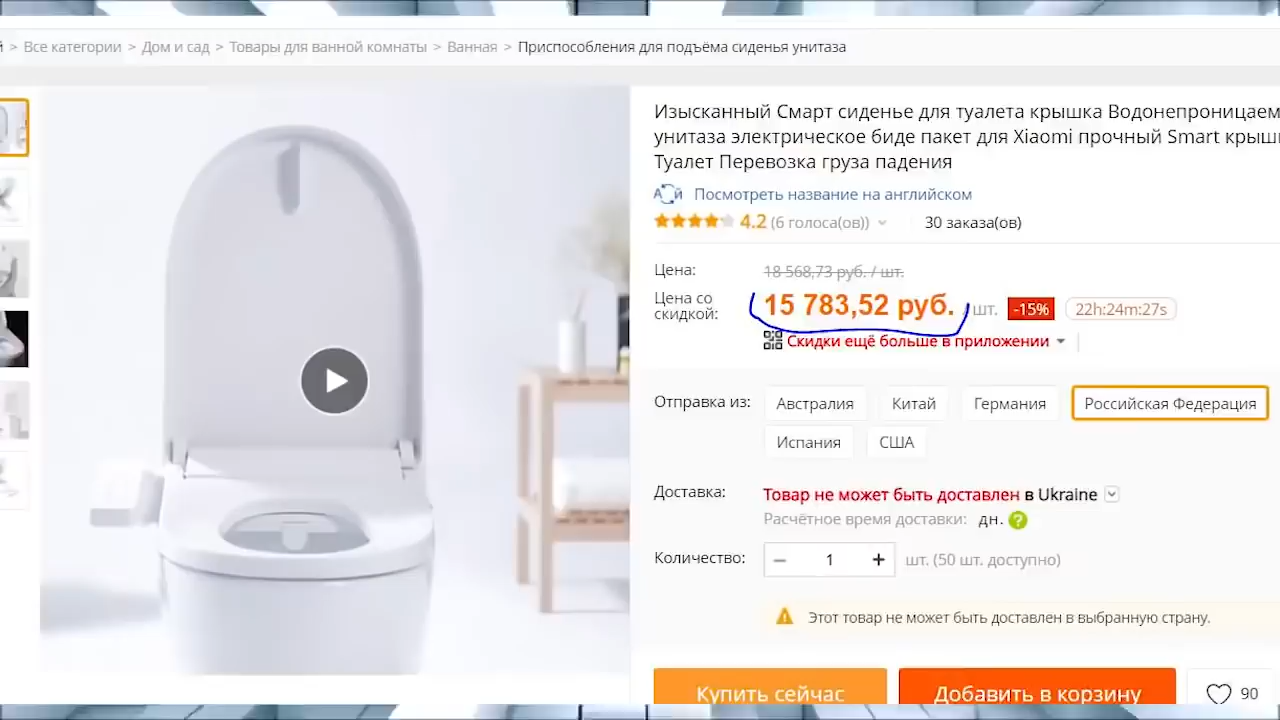 й > Все категории > Дом и сад > Товары для ванной комнаты > Ванная > Приспособления для подъёма сиденья унитаза
Изысканный Смарт сиденье для туалета крышка Водонепроницаем
унитаза электрическое биде пакет для Xiaomi прочный Smart крыш
Туалет Перевозка груза падения
Посмотреть название на английском
4.2 (6 голоса(ов)) 30 заказа(ов)
Цена: 18 568,73 руб. / шт.
Цена со скидкой: 15 783,52 руб. / шт. -15% 22h:24m:27s
Скидки ещё больше в приложении
Отправка из: Австралия Китай Германия Российская Федерация
Испания США
Доставка: Товар не может быть доставлен в Ukraine
Расчётное время доставки: дн. ?
Количество: − 1 + шт. (50 шт. доступно)
Этот товар не может быть доставлен в выбранную страну.
Купить сейчас Добавить в корзину 90